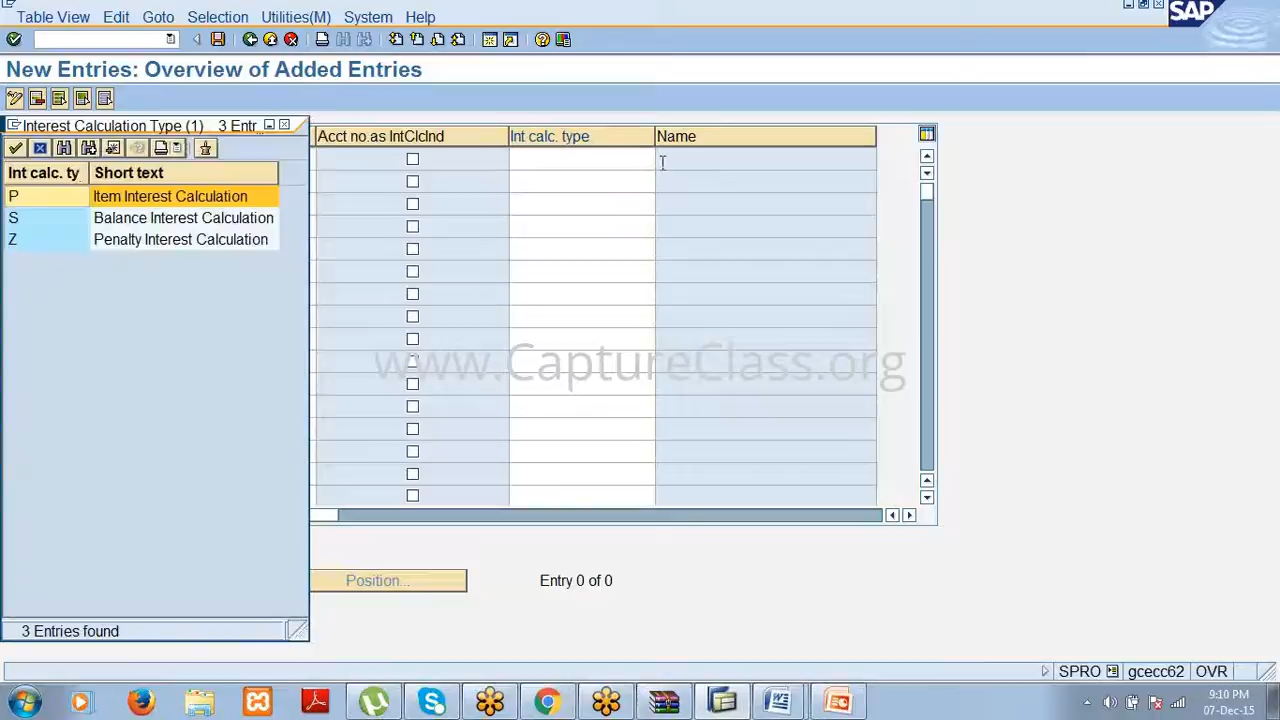 Table View Edit Goto Selection Utilities(M) System Help
SAP
New Entries: Overview of Added Entries
Interest Calculation Type (1) 3 Entr
Acct no.as IntClcInd Int calc. type Name
Int calc. ty Short text
P Item Interest Calculation
S Balance Interest Calculation
Z Penalty Interest Calculation
www.CaptureClass.org
Position... Entry 0 of 0
3 Entries found
SPRO gcecc62 OVR
9:10 PM
07-Dec-15